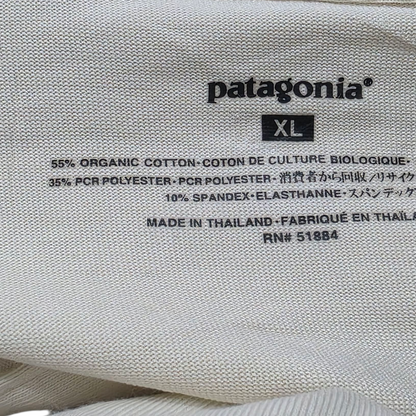 patagonia®
XL
55% ORGANIC COTTON•COTON DE CULTURE BIOLOGIQUE•
35% PCR POLYESTER•PCR POLYESTER•消費者から回収/リサイク
10% SPANDEX•ELASTHANNE•スパンデック
MADE IN THAILAND•FABRIQUÉ EN THAÏLA
RN# 51884